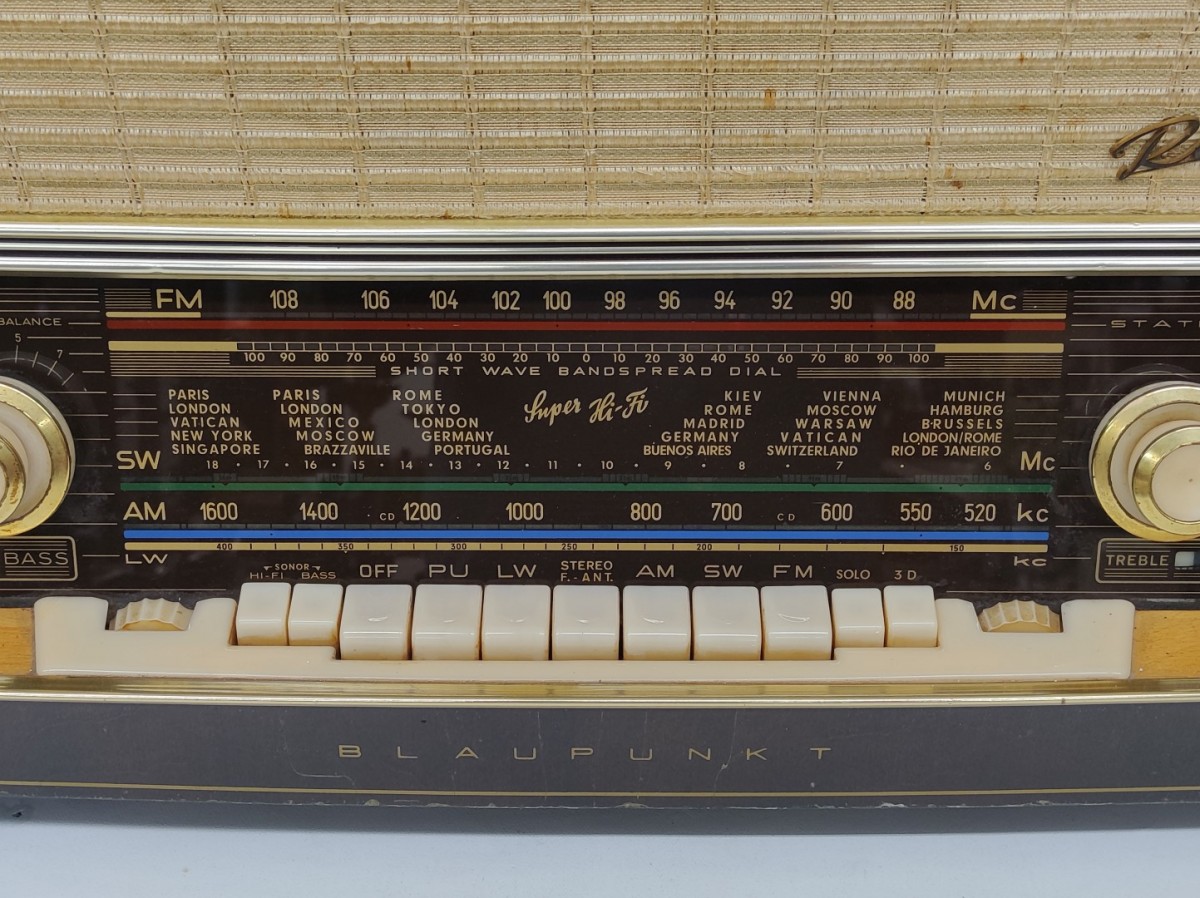 FM 108 106 104 102 100 98 96 94 92 90 88 Mc
BALANCE
5
7
100 90 80 70 60 50 40 30 20 10 0 10 20 30 40 50 60 70 80 90 100
SHORT WAVE BANDSPREAD DIAL
Super Hi-Fi
PARIS PARIS ROME KIEV VIENNA MUNICH
LONDON LONDON TOKYO ROME MOSCOW HAMBURG
VATICAN MEXICO LONDON MADRID WARSAW BRUSSELS
NEW YORK MOSCOW GERMANY GERMANY VATICAN LONDON/ROME
SINGAPORE BRAZZAVILLE PORTUGAL BUENOS AIRES SWITZERLAND RIO DE JANEIRO
SW 18 · 17 · 16 · 15 · 14 · 13 · 12 · 11 · 10 · 9 · 8 · 7 · 6 Mc
AM 1600 1400 CD 1200 1000 800 700 CD 600 550 520 kc
LW 400 350 300 250 200 150 kc
BASS
TREBLE
SONOR
HI-FI BASS OFF PU LW STEREO F.-ANT. AM SW FM SOLO 3D
BLAUPUNKT